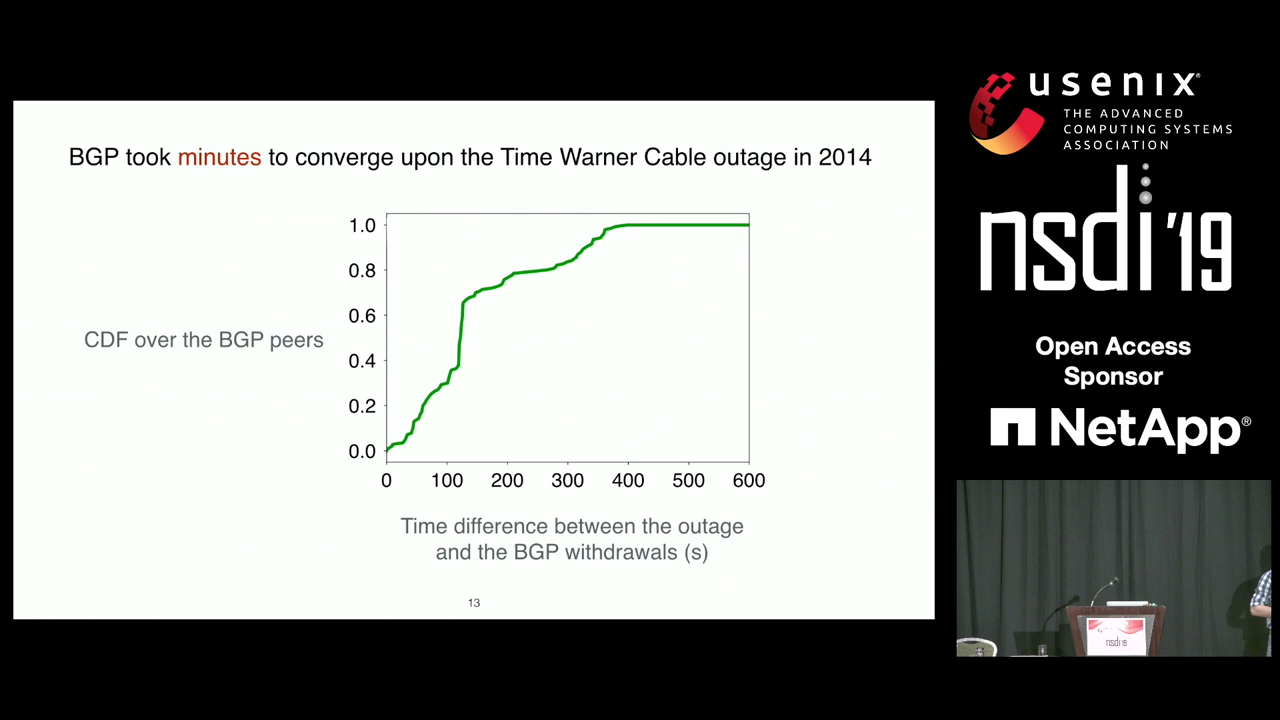 BGP took minutes to converge upon the Time Warner Cable outage in 2014
1.0
0.8
0.6
0.4
0.2
0.0
CDF over the BGP peers
0 100 200 300 400 500 600
Time difference between the outage
and the BGP withdrawals (s)
13
usenix®
THE ADVANCED
COMPUTING SYSTEMS
ASSOCIATION
nsdi '19
Open Access
Sponsor
NetApp®
nsdi'19